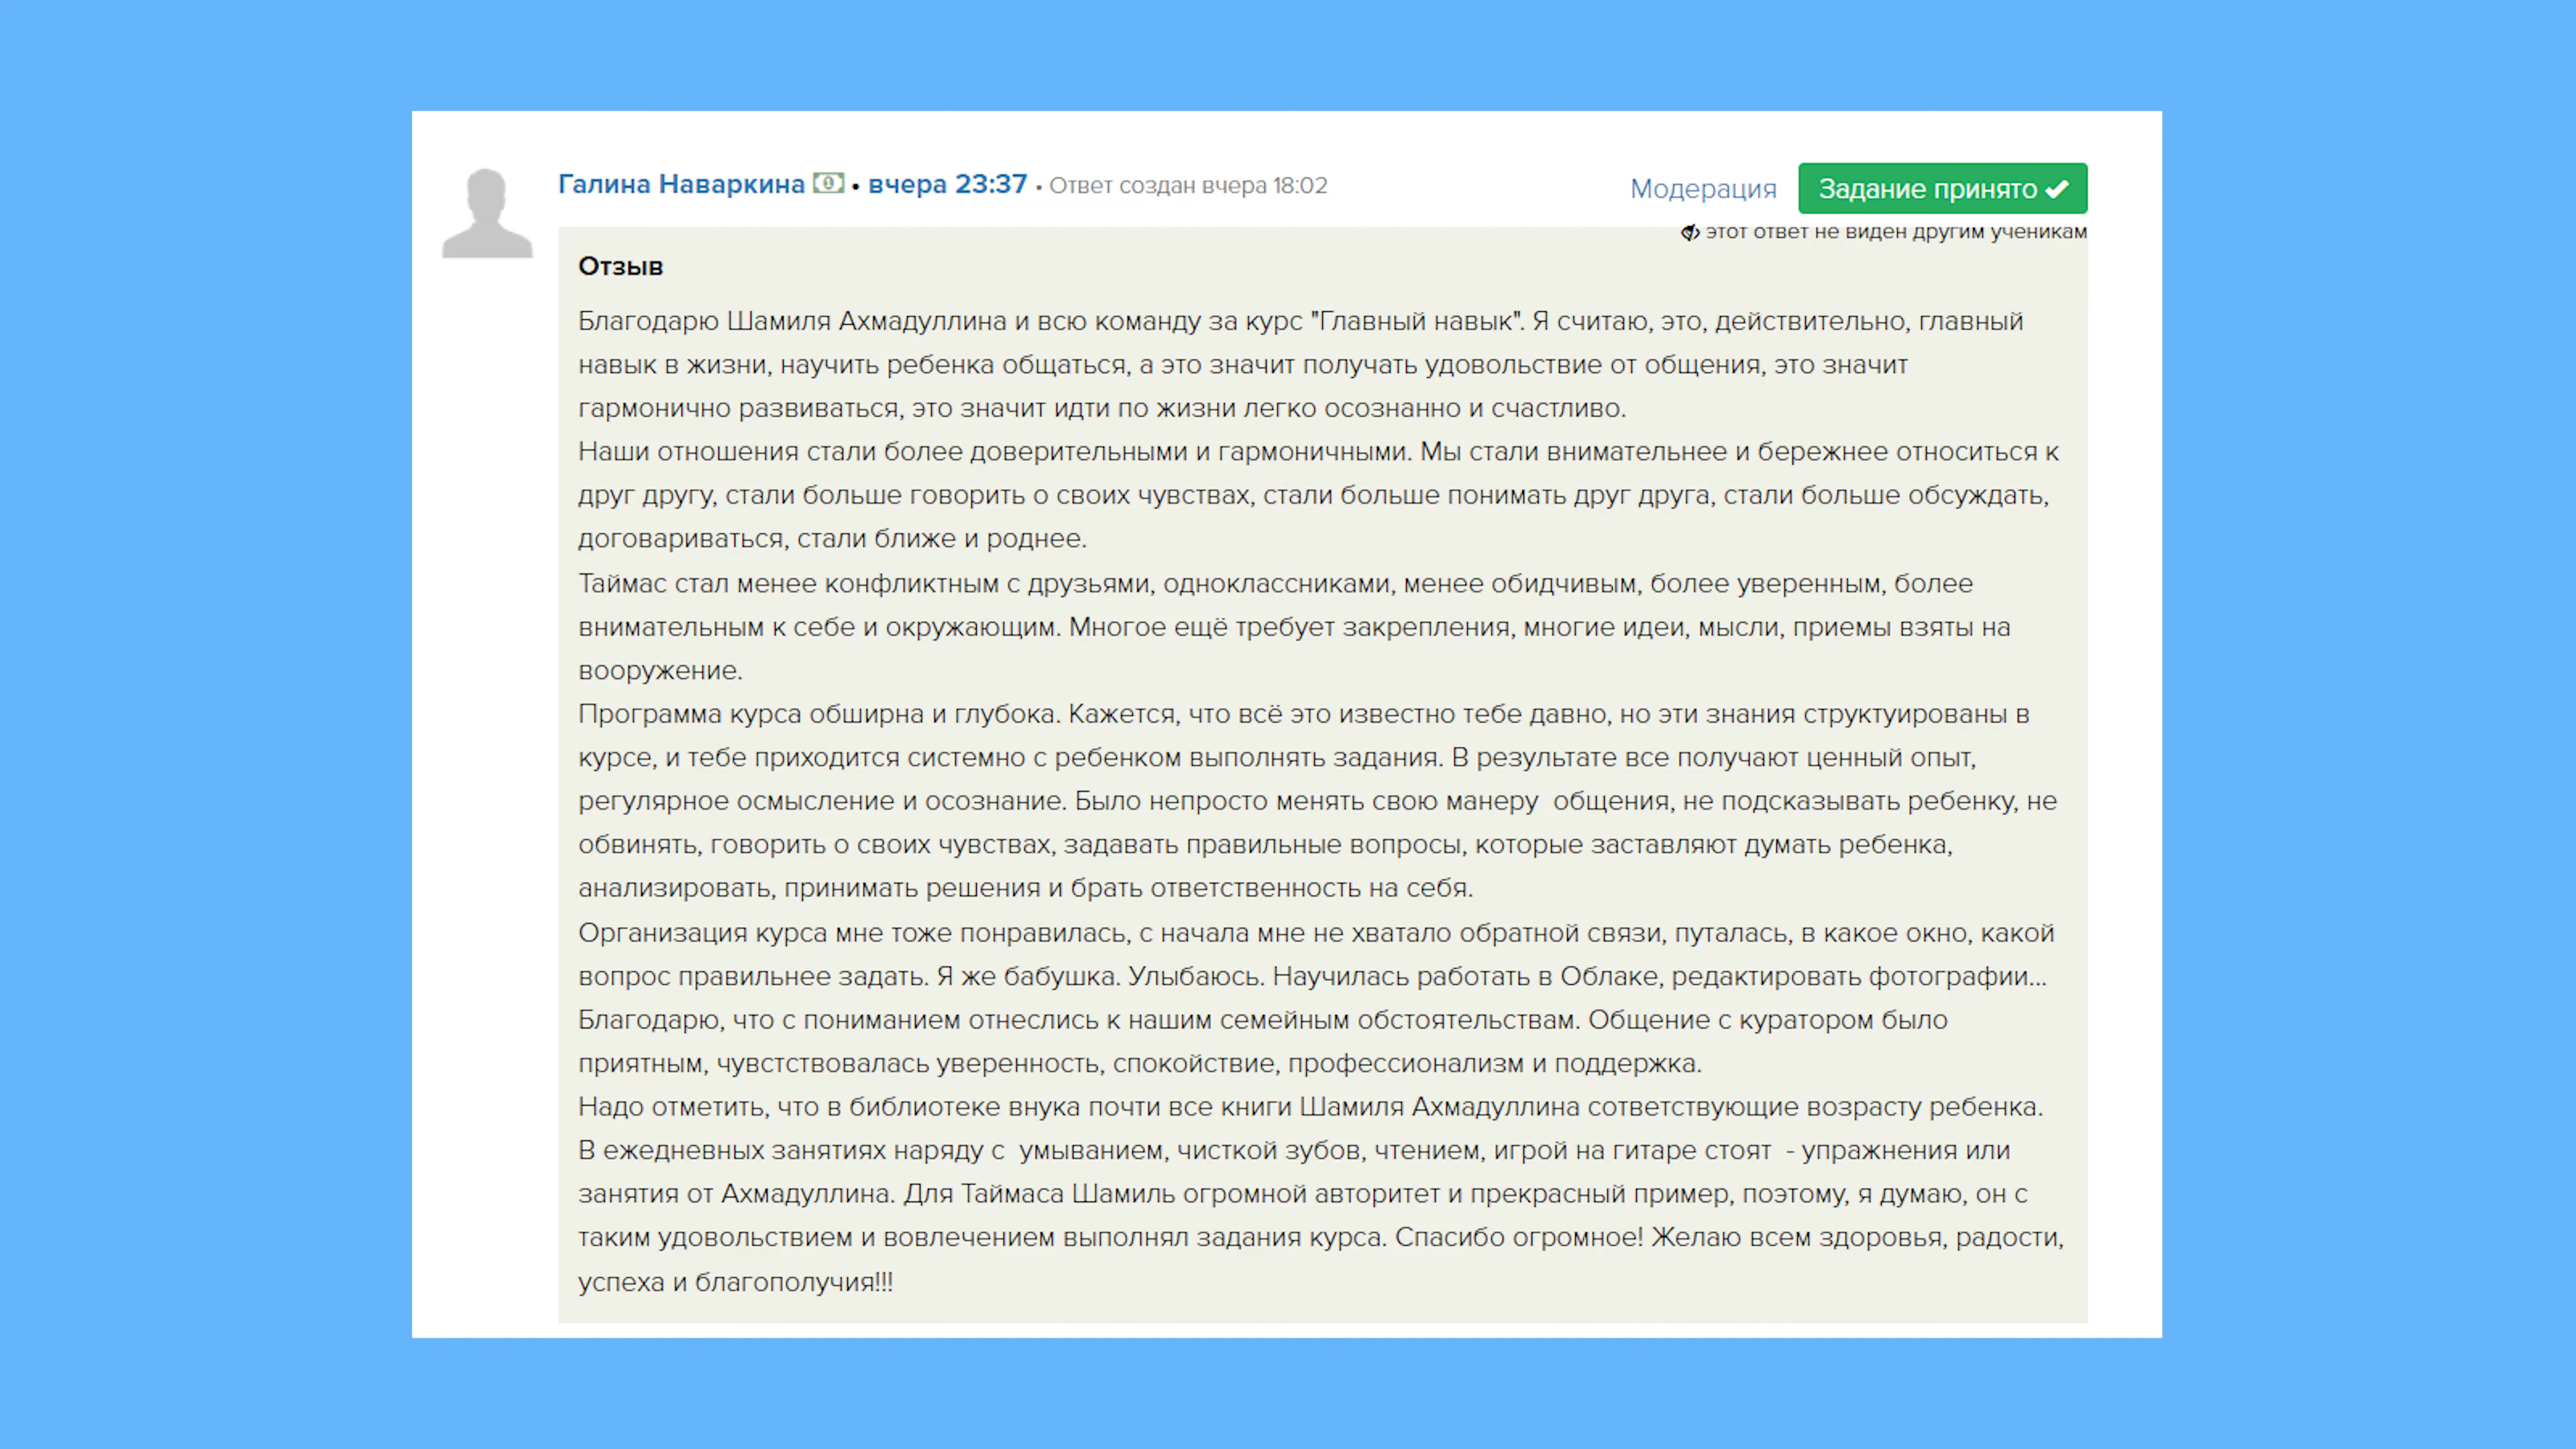 Галина Наваркина • вчера 23:37 • Ответ создан вчера 18:02
Модерация
Задание принято ✔
этот ответ не виден другим ученикам
Отзыв
Благодарю Шамиля Ахмадуллина и всю команду за курс "Главный навык". Я считаю, это, действительно, главный
навык в жизни, научить ребенка общаться, а это значит получать удовольствие от общения, это значит
гармонично развиваться, это значит идти по жизни легко осознанно и счастливо.
Наши отношения стали более доверительными и гармоничными. Мы стали внимательнее и бережнее относиться к
друг другу, стали больше говорить о своих чувствах, стали больше понимать друг друга, стали больше обсуждать,
договариваться, стали ближе и роднее.
Таймас стал менее конфликтным с друзьями, одноклассниками, менее обидчивым, более уверенным, более
внимательным к себе и окружающим. Многое ещё требует закрепления, многие идеи, мысли, приемы взяты на
вооружение.
Программа курса обширна и глубока. Кажется, что всё это известно тебе давно, но эти знания структуированы в
курсе, и тебе приходится системно с ребенком выполнять задания. В результате все получают ценный опыт,
регулярное осмысление и осознание. Было непросто менять свою манеру  общения, не подсказывать ребенку, не
обвинять, говорить о своих чувствах, задавать правильные вопросы, которые заставляют думать ребенка,
анализировать, принимать решения и брать ответственность на себя.
Организация курса мне тоже понравилась, с начала мне не хватало обратной связи, путалась, в какое окно, какой
вопрос правильнее задать. Я же бабушка. Улыбаюсь. Научилась работать в Облаке, редактировать фотографии...
Благодарю, что с пониманием отнеслись к нашим семейным обстоятельствам. Общение с куратором было
приятным, чувстствовалась уверенность, спокойствие, профессионализм и поддержка.
Надо отметить, что в библиотеке внука почти все книги Шамиля Ахмадуллина сответствующие возрасту ребенка.
В ежедневных занятиях наряду с  умыванием, чисткой зубов, чтением, игрой на гитаре стоят  - упражнения или
занятия от Ахмадуллина. Для Таймаса Шамиль огромной авторитет и прекрасный пример, поэтому, я думаю, он с
таким удовольствием и вовлечением выполнял задания курса. Спасибо огромное! Желаю всем здоровья, радости,
успеха и благополучия!!!